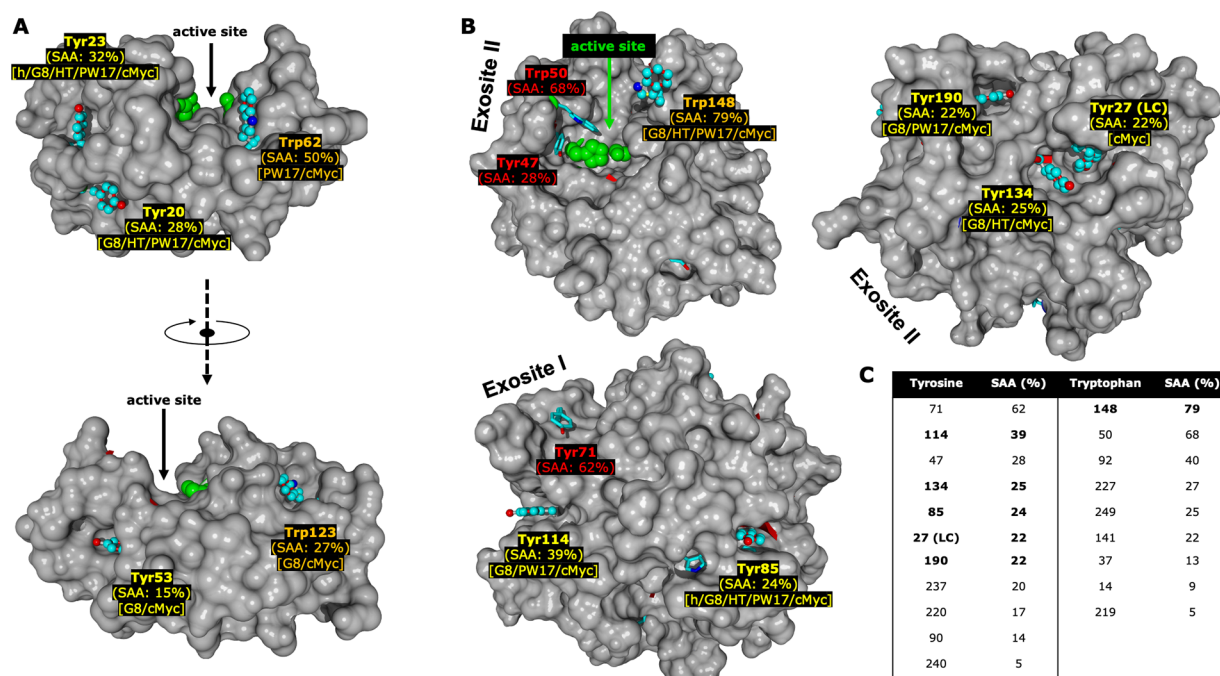 A
Tyr23
(SAA: 32%)
[h/G8/HT/PW17/cMyc]
active site
Trp62
(SAA: 50%)
[PW17/cMyc]
Tyr20
(SAA: 28%)
[G8/HT/PW17/cMyc]
active site
Tyr53
(SAA: 15%)
[G8/cMyc]
Trp123
(SAA: 27%)
[G8/cMyc]
B
Exosite II
active site
Trp50
(SAA: 68%)
Trp148
(SAA: 79%)
[G8/HT/PW17/cMyc]
Tyr47
(SAA: 28%)
Tyr190
(SAA: 22%)
[G8/PW17/cMyc]
Tyr27 (LC)
(SAA: 22%)
[cMyc]
Tyr134
(SAA: 25%)
[G8/HT/cMyc]
Exosite II
Exosite I
Tyr71
(SAA: 62%)
Tyr114
(SAA: 39%)
[G8/PW17/cMyc]
Tyr85
(SAA: 24%)
[h/G8/HT/PW17/cMyc]
C
Tyrosine SAA (%) Tryptophan SAA (%)
71 62 148 79
114 39 50 68
47 28 92 40
134 25 227 27
85 24 249 25
27 (LC) 22 141 22
190 22 37 13
237 20 14 9
220 17 219 5
90 14
240 5